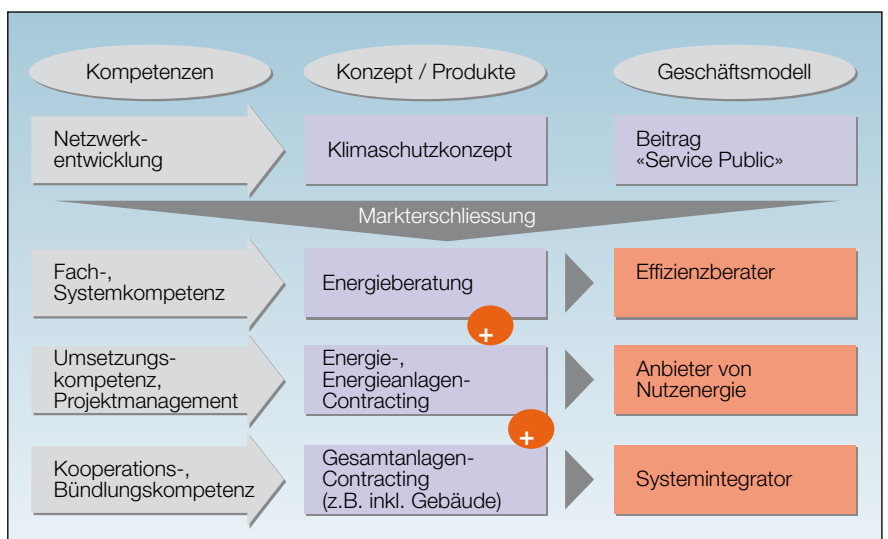 Kompetenzen
Konzept / Produkte
Geschäftsmodell
Netzwerk-
entwicklung
Klimaschutzkonzept
Beitrag
«Service Public»
Markterschliessung
Fach-,
Systemkompetenz
Energieberatung
Effizienzberater
+
Umsetzungs-
kompetenz,
Projektmanagement
Energie-,
Energieanlagen-
Contracting
Anbieter von
Nutzenergie
+
Kooperations-,
Bündlungskompetenz
Gesamtanlagen-
Contracting
(z.B. inkl. Gebäude)
Systemintegrator